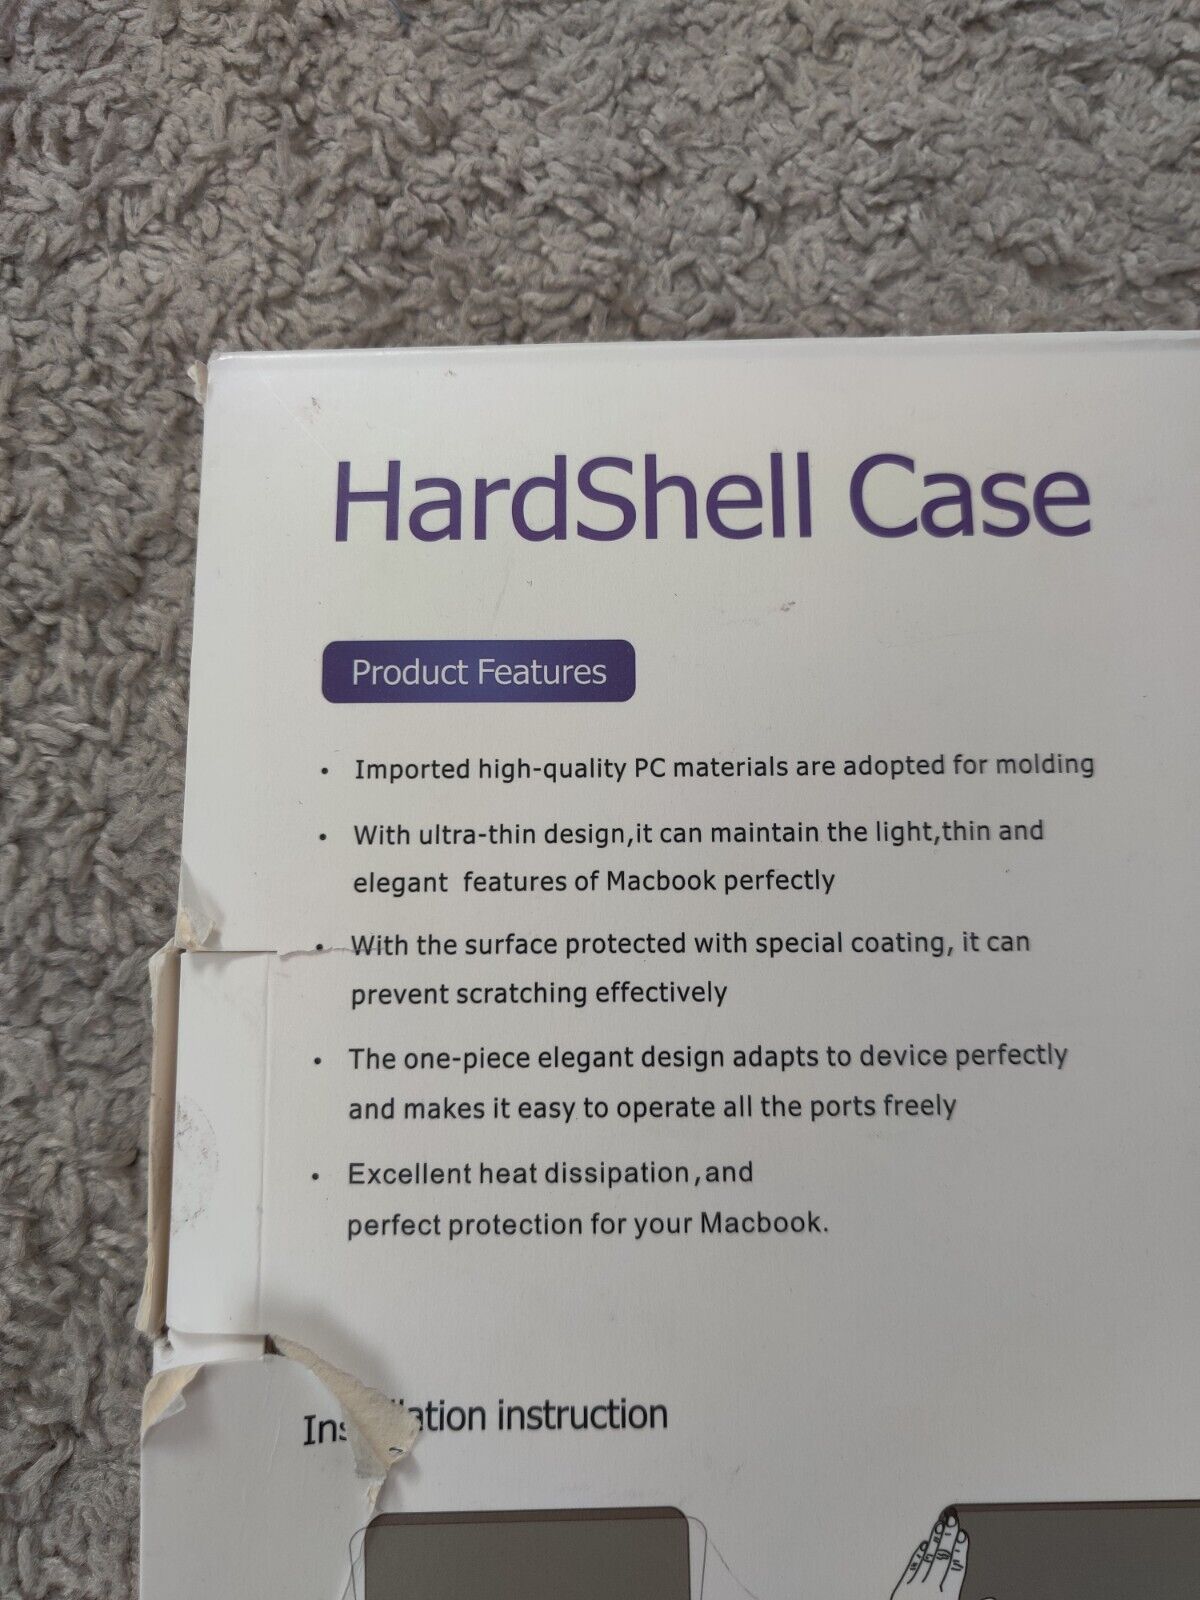 HardShell Case
Product Features
• Imported high-quality PC materials are adopted for molding
• With ultra-thin design,it can maintain the light,thin and
elegant features of Macbook perfectly
• With the surface protected with special coating, it can
prevent scratching effectively
• The one-piece elegant design adapts to device perfectly
and makes it easy to operate all the ports freely
• Excellent heat dissipation,and
perfect protection for your Macbook.
instruction